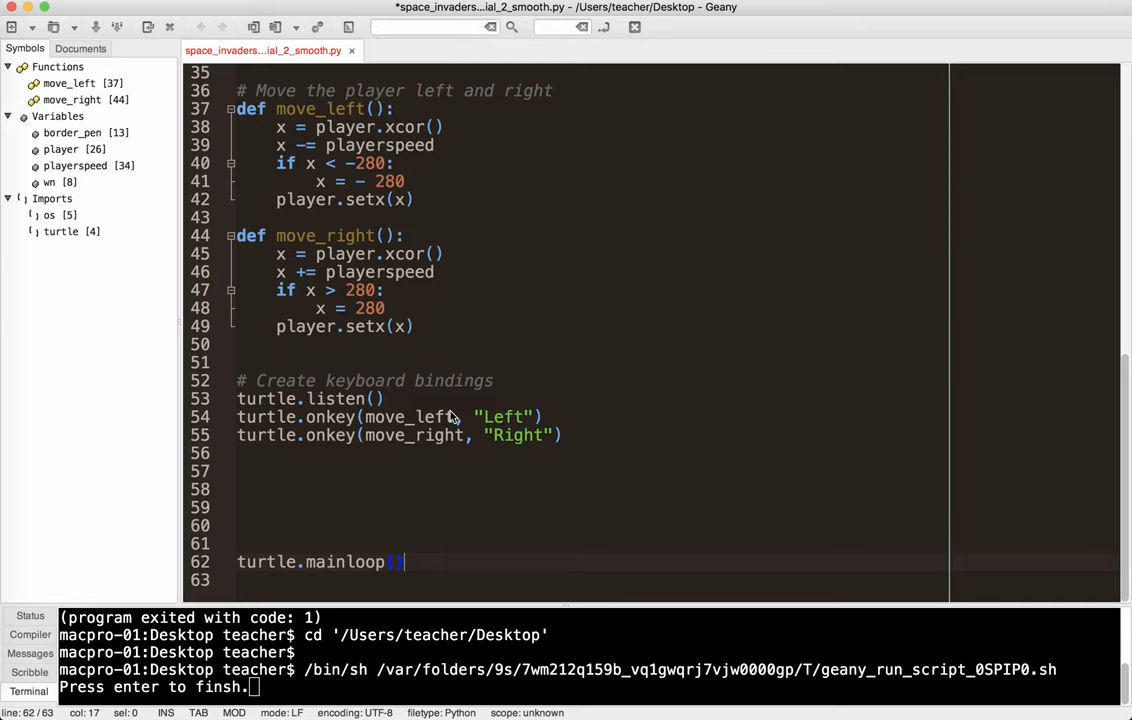 *space_invaders...ial_2_smooth.py - /Users/teacher/Desktop - Geany
Symbols Documents
Functions
move_left [37]
move_right [44]
Variables
border_pen [13]
player [26]
playerspeed [34]
wn [8]
Imports
os [5]
turtle [4]
space_invaders...ial_2_smooth.py
35
36 # Move the player left and right
37 def move_left():
38 x = player.xcor()
39 x -= playerspeed
40 if x < -280:
41 x = - 280
42 player.setx(x)
43
44 def move_right():
45 x = player.xcor()
46 x += playerspeed
47 if x > 280:
48 x = 280
49 player.setx(x)
50
51
52 # Create keyboard bindings
53 turtle.listen()
54 turtle.onkey(move_left, "Left")
55 turtle.onkey(move_right, "Right")
56
57
58
59
60
61
62 turtle.mainloop()
63
Status
Compiler
Messages
Scribble
Terminal
(program exited with code: 1)
macpro-01:Desktop teacher$ cd '/Users/teacher/Desktop'
macpro-01:Desktop teacher$
macpro-01:Desktop teacher$ /bin/sh /var/folders/9s/7wm212q159b_vq1gwqrj7vjw0000gp/T/geany_run_script_0SPIP0.sh
Press enter to finsh.
line: 62 / 63 col: 17 sel: 0 INS TAB MOD mode: LF encoding: UTF-8 filetype: Python scope: unknown